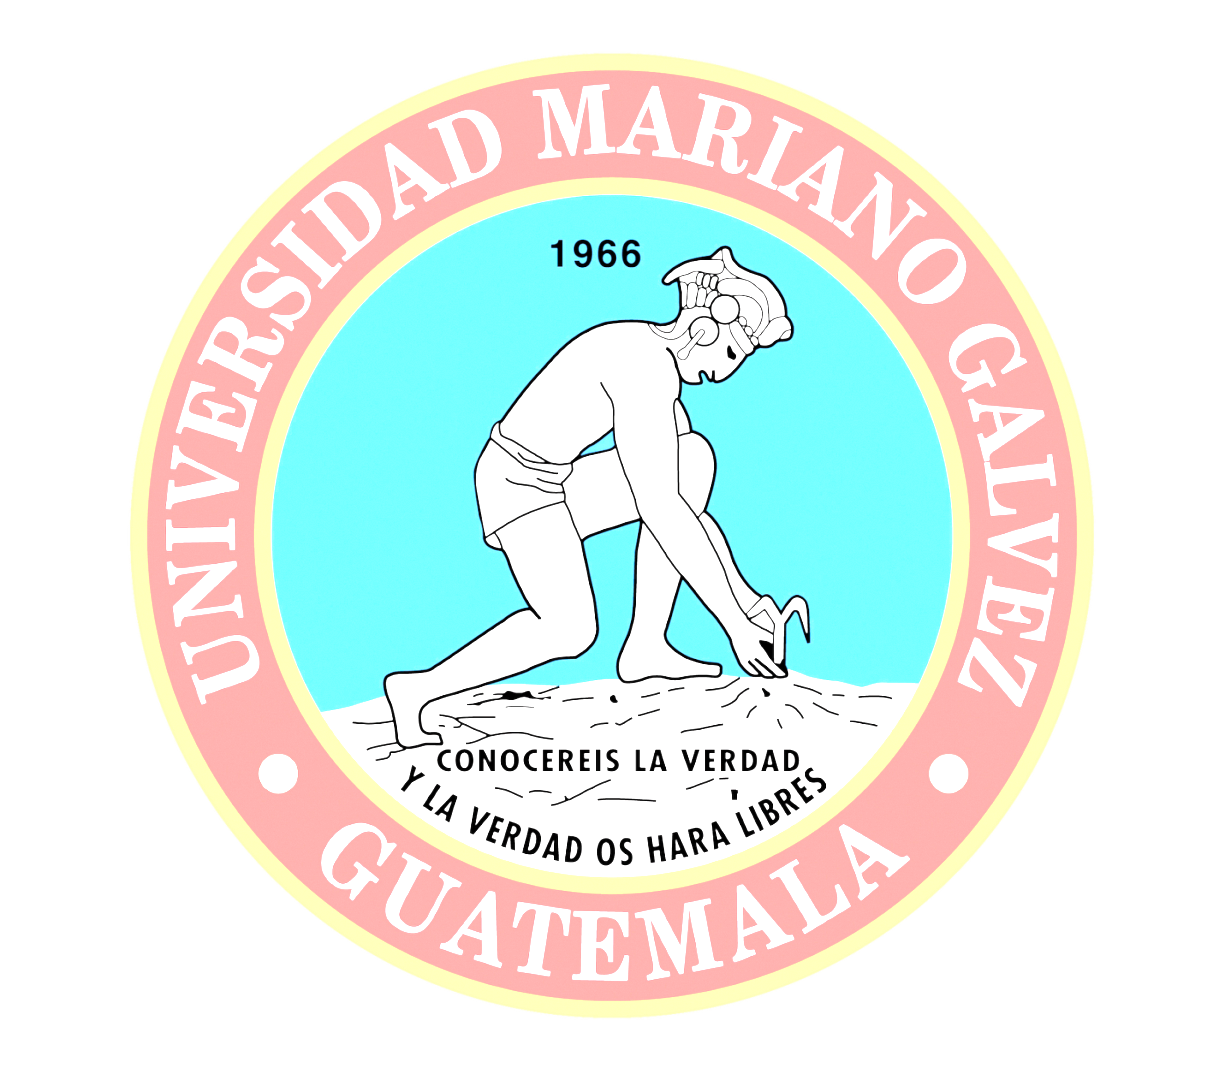 UNIVERSIDAD MARIANO GALVEZ
1966
CONOCEREIS LA VERDAD
Y LA VERDAD OS HARA LIBRES
GUATEMALA